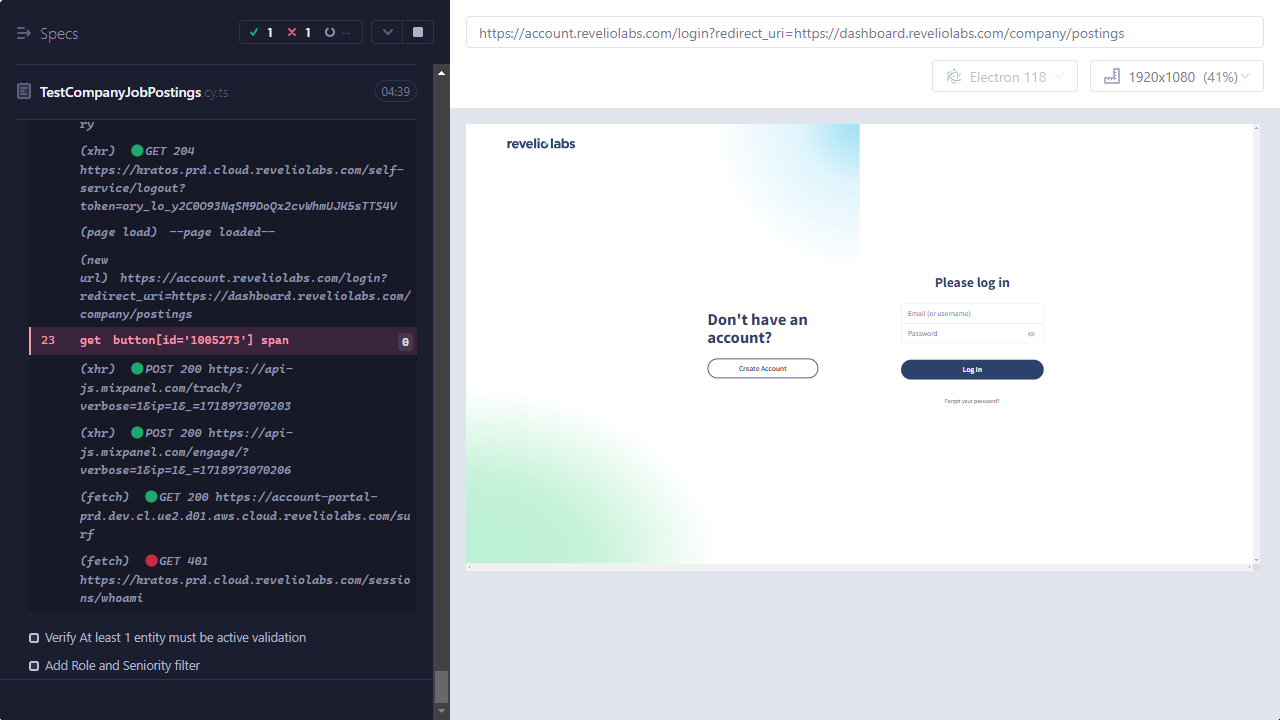 Specs
1
1
--
https://account.reveliolabs.com/login?redirect_uri=https://dashboard.reveliolabs.com/company/postings
Electron 118
1920x1080 (41%)
TestCompanyJobPostings.cy.ts
04:39
ry
(xhr) GET 204
https://kratos.prd.cloud.reveliolabs.com/self-
service/logout?
token=ory_lo_y2C0O93NqSM9DoQx2cvWhmUJK5sTTS4V
(page load) --page loaded--
(new
url) https://account.reveliolabs.com/login?
redirect_uri=https://dashboard.reveliolabs.com/
company/postings
23 get button[id='1005273'] span
0
(xhr) POST 200 https://api-
js.mixpanel.com/track/?
verbose=1&ip=1&_=1718973070203
(xhr) POST 200 https://api-
js.mixpanel.com/engage/?
verbose=1&ip=1&_=1718973070206
(fetch) GET 200 https://account-portal-
prd.dev.cl.ue2.d01.aws.cloud.reveliolabs.com/su
rf
(fetch) GET 401
https://kratos.prd.cloud.reveliolabs.com/sessio
ns/whoami
Verify At least 1 entity must be active validation
Add Role and Seniority filter
revelio labs
Don't have an
account?
Create Account
Please log in
Email (or username)
Password
Log In
Forgot your password?